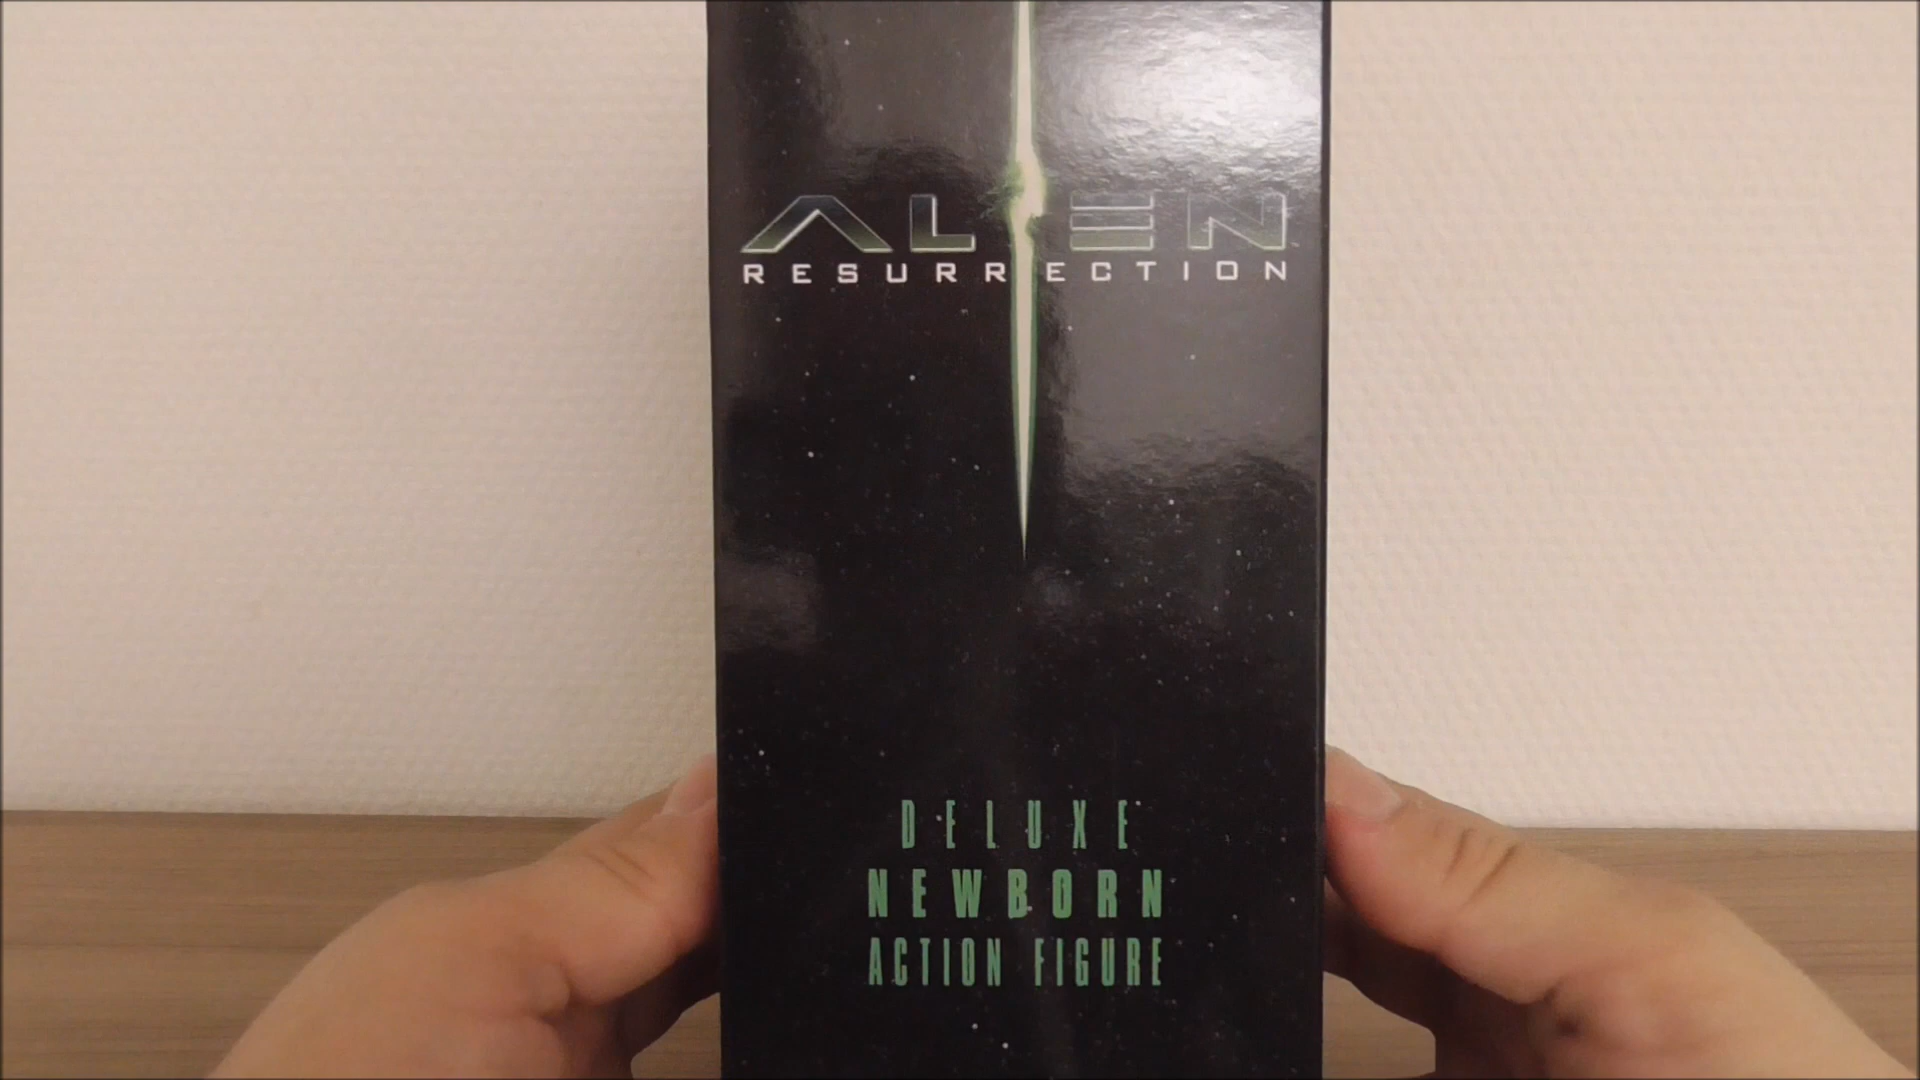 ALIEN
RESURRECTION
DELUXE
NEWBORN
ACTION FIGURE